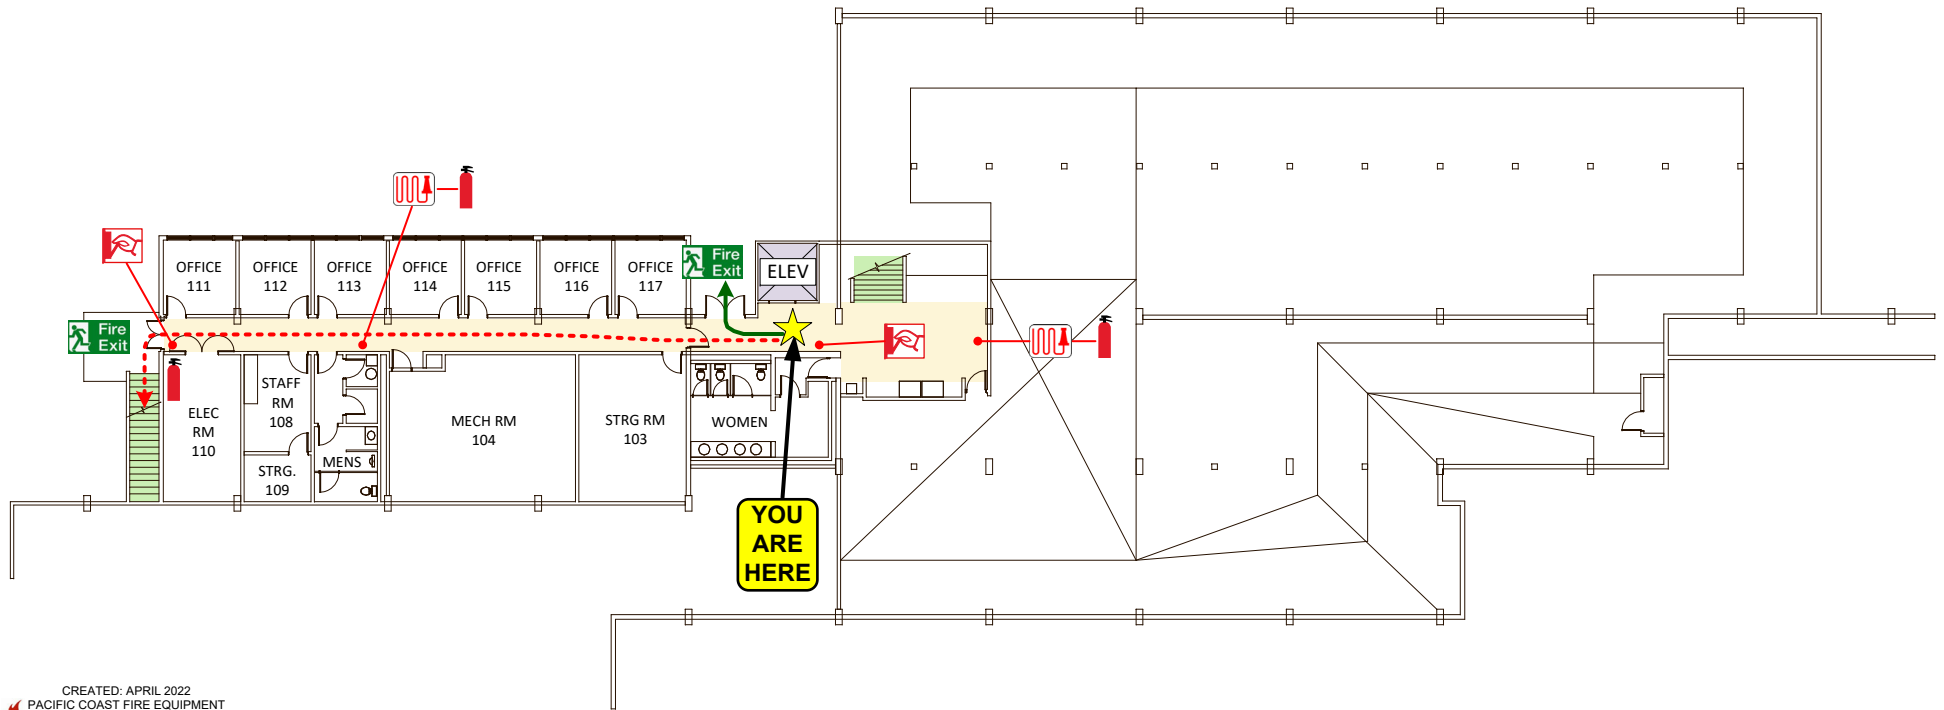 OFFICE
111
OFFICE
112
OFFICE
113
OFFICE
114
OFFICE
115
OFFICE
116
OFFICE
117
Fire
Exit
ELEV
Fire
Exit
ELEC
RM
110
STAFF
RM
108
STRG.
109
MENS
MECH RM
104
STRG RM
103
WOMEN
YOU
ARE
HERE
CREATED: APRIL 2022
PACIFIC COAST FIRE EQUIPMENT